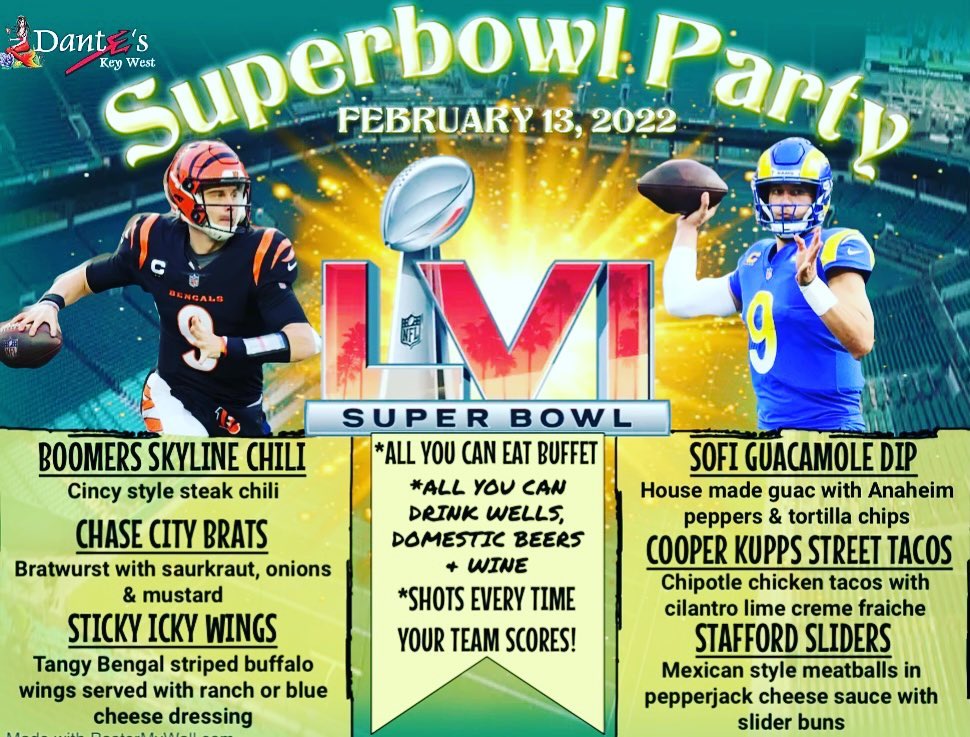 Dante's
Key West
Superbowl Party
FEBRUARY 13, 2022
C
BENGALS
9
NFL
LVI
SUPER BOWL
RAMS
C
9
BOOMERS SKYLINE CHILI
Cincy style steak chili
CHASE CITY BRATS
Bratwurst with saurkraut, onions
& mustard
STICKY ICKY WINGS
Tangy Bengal striped buffalo
wings served with ranch or blue
cheese dressing
*ALL YOU CAN EAT BUFFET
*ALL YOU CAN
DRINK WELLS,
DOMESTIC BEERS
+ WINE
*SHOTS EVERY TIME
YOUR TEAM SCORES!
SOFI GUACAMOLE DIP
House made guac with Anaheim
peppers & tortilla chips
COOPER KUPPS STREET TACOS
Chipotle chicken tacos with
cilantro lime creme fraiche
STAFFORD SLIDERS
Mexican style meatballs in
pepperjack cheese sauce with
slider buns
Made with PosterMyWall.com